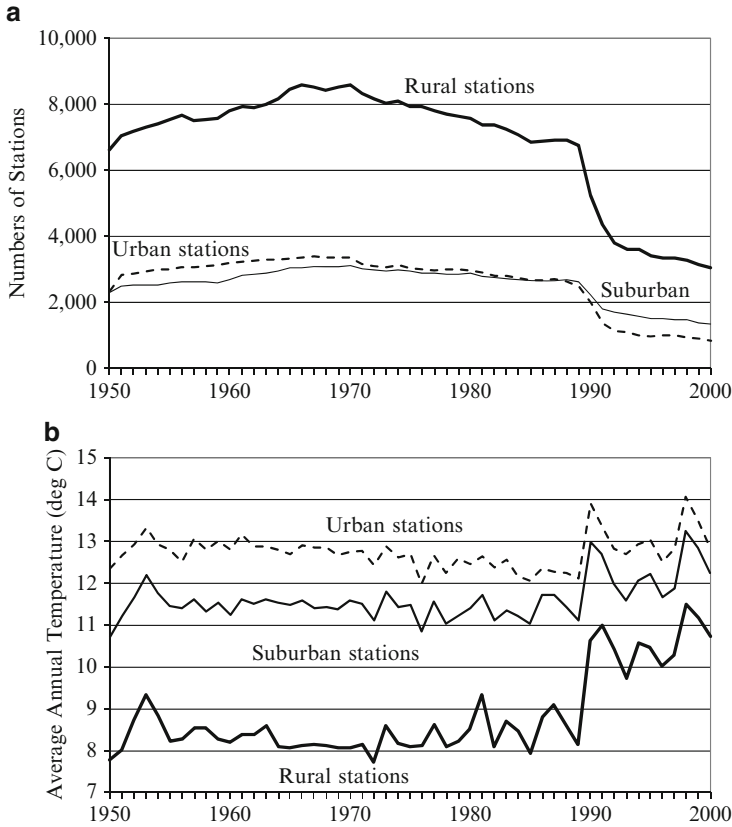 a
10,000
8,000
6,000
4,000
2,000
0
Numbers of Stations
Rural stations
Urban stations
Suburban
1950 1960 1970 1980 1990 2000
b
15
14
13
12
11
10
9
8
7
Average Annual Temperature (deg C)
Urban stations
Suburban stations
Rural stations
1950 1960 1970 1980 1990 2000